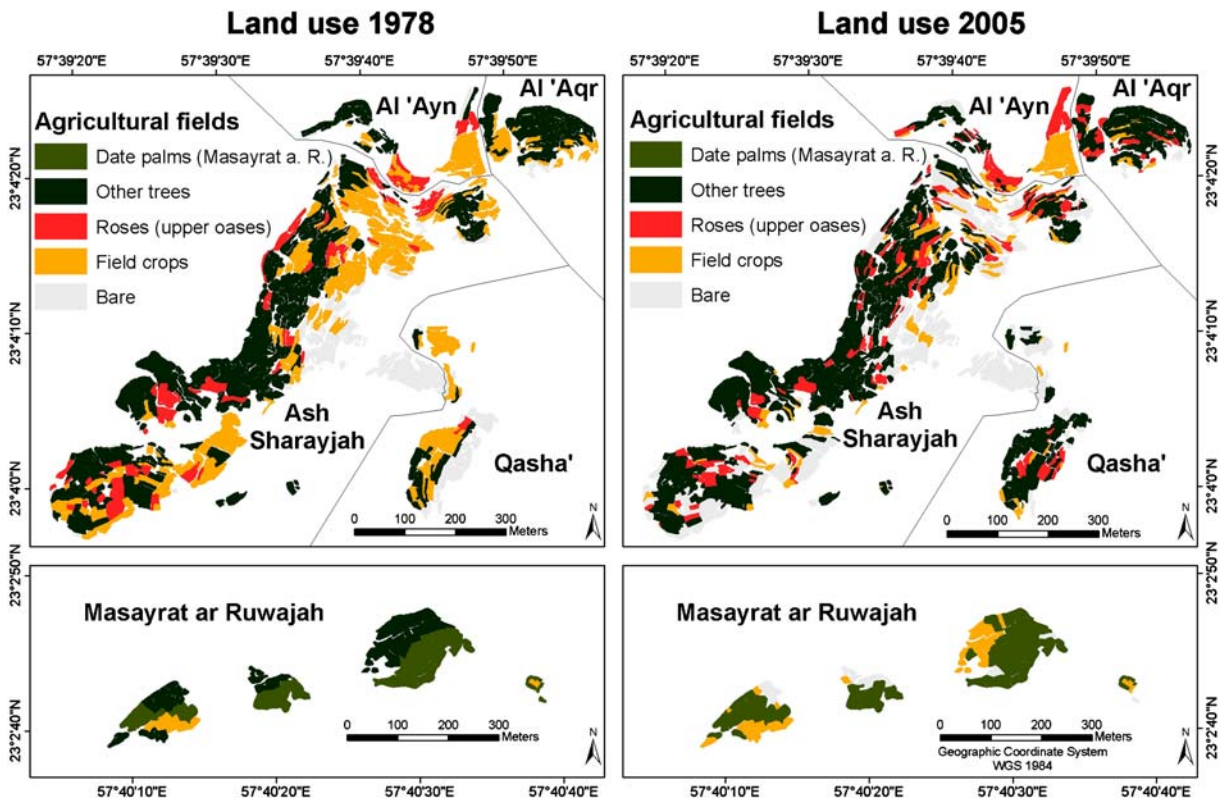 Land use 1978
57°39'20"E 57°39'30"E 57°39'40"E 57°39'50"E
Al 'Ayn
Al 'Aqr
Agricultural fields
Date palms (Masayrat a. R.)
Other trees
Roses (upper oases)
Field crops
Bare
23°4'20"N
23°4'10"N
23°4'0"N
Ash
Sharayjah
Qasha'
0 100 200 300
Meters
N
23°2'50"N
23°2'40"N
Masayrat ar Ruwajah
0 100 200 300
Meters
N
57°40'10"E 57°40'20"E 57°40'30"E 57°40'40"E
Land use 2005
57°39'20"E 57°39'30"E 57°39'40"E 57°39'50"E
Al 'Ayn
Al 'Aqr
Agricultural fields
Date palms (Masayrat a. R.)
Other trees
Roses (upper oases)
Field crops
Bare
23°4'20"N
23°4'10"N
23°4'0"N
Ash
Sharayjah
Qasha'
0 100 200 300
Meters
N
23°2'50"N
23°2'40"N
Masayrat ar Ruwajah
0 100 200 300
Meters
Geographic Coordinate System
WGS 1984
N
57°40'10"E 57°40'20"E 57°40'30"E 57°40'40"E